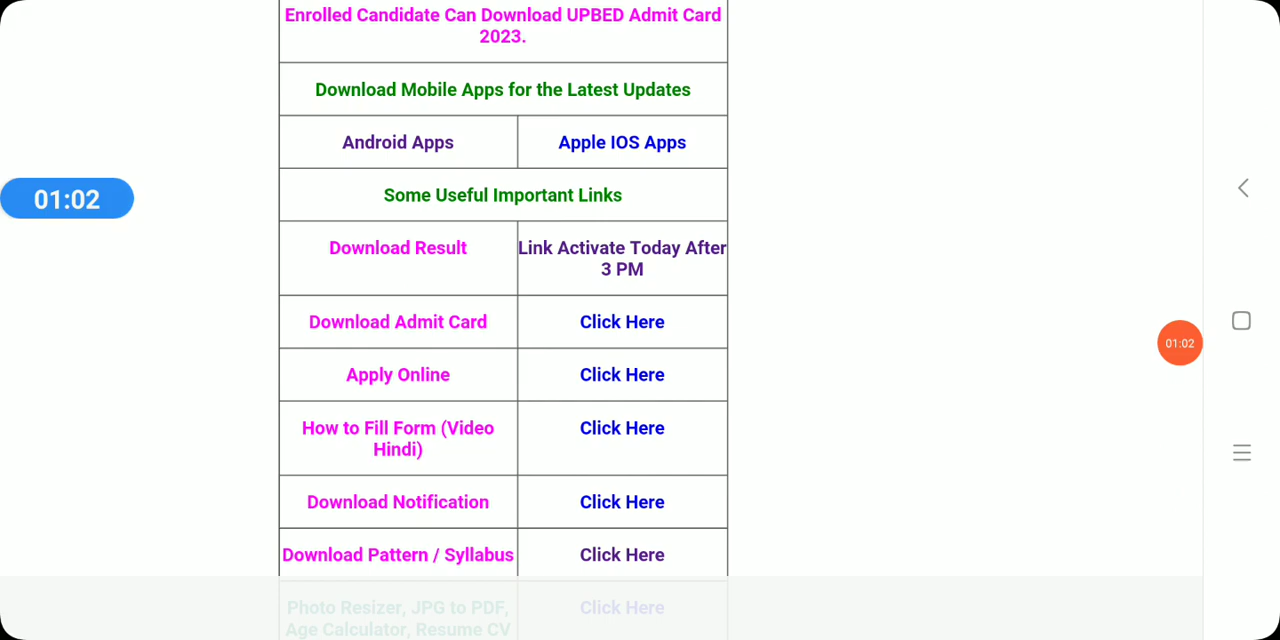 Enrolled Candidate Can Download UPBED Admit Card
2023.
Download Mobile Apps for the Latest Updates
Android Apps
Apple IOS Apps
01:02
Some Useful Important Links
Download Result
Link Activate Today After
3 PM
Download Admit Card
Click Here
01:02
Apply Online
Click Here
How to Fill Form (Video
Hindi)
Click Here
Download Notification
Click Here
Download Pattern / Syllabus
Click Here
Photo Resizer, JPG to PDF,
Age Calculator, Resume CV
Click Here